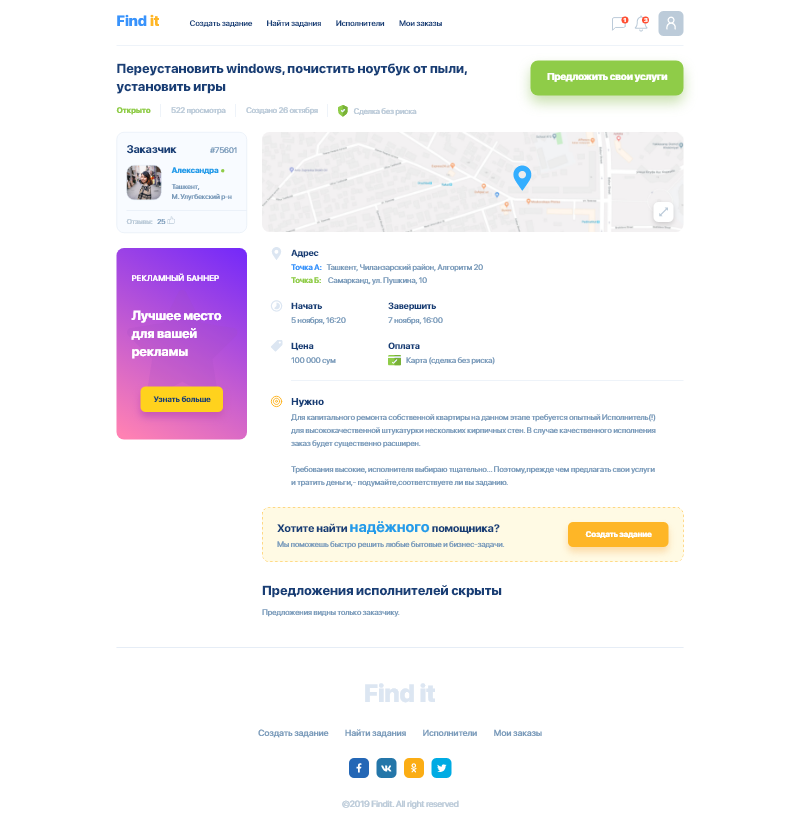 Find it
Создать задание Найти задания Исполнители Мои заказы
1
3
Переустановить windows, почистить ноутбук от пыли,
установить игры
Предложить свои услуги
Открыто 522 просмотра Создано 26 октября Сделка без риска
Заказчик #75601
Александра
Ташкент,
М.Улугбекский р-н
Отзывы: 25
РЕКЛАМНЫЙ БАННЕР
Лучшее место
для вашей
рекламы
Узнать больше
Адрес
Точка А: Ташкент, Чиланзарский район, Алгоритм 20
Точка Б: Самарканд, ул. Пушкина, 10
Начать Завершить
5 ноября, 16:20 7 ноября, 16:00
Цена Оплата
100 000 сум Карта (сделка без риска)
Нужно
Для капитального ремонта собственной квартиры на данном этапе требуется опытный Исполнитель(!)
для высококачественной штукатурки нескольких кирпичных стен. В случае качественного исполнения
заказ будет существенно расширен.
Требования высокие, исполнителя выбираю тщательно... Поэтому,прежде чем предлагать свои услуги
и тратить деньги,- подумайте,соответствуете ли вы заданию.
Хотите найти надёжного помощника?
Мы поможешь быстро решить любые бытовые и бизнес-задачи.
Создать задание
Предложения исполнителей скрыты
Предложения видны только заказчику.
Find it
Создать задание Найти задания Исполнители Мои заказы
©2019 Findit. All right reserved